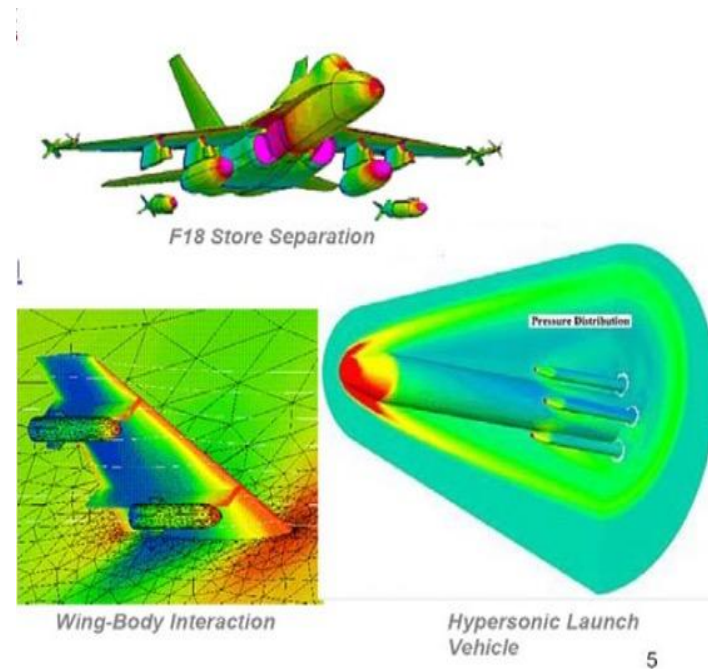 F18 Store Separation
Pressure Distribution
Wing-Body Interaction
Hypersonic Launch
Vehicle
5